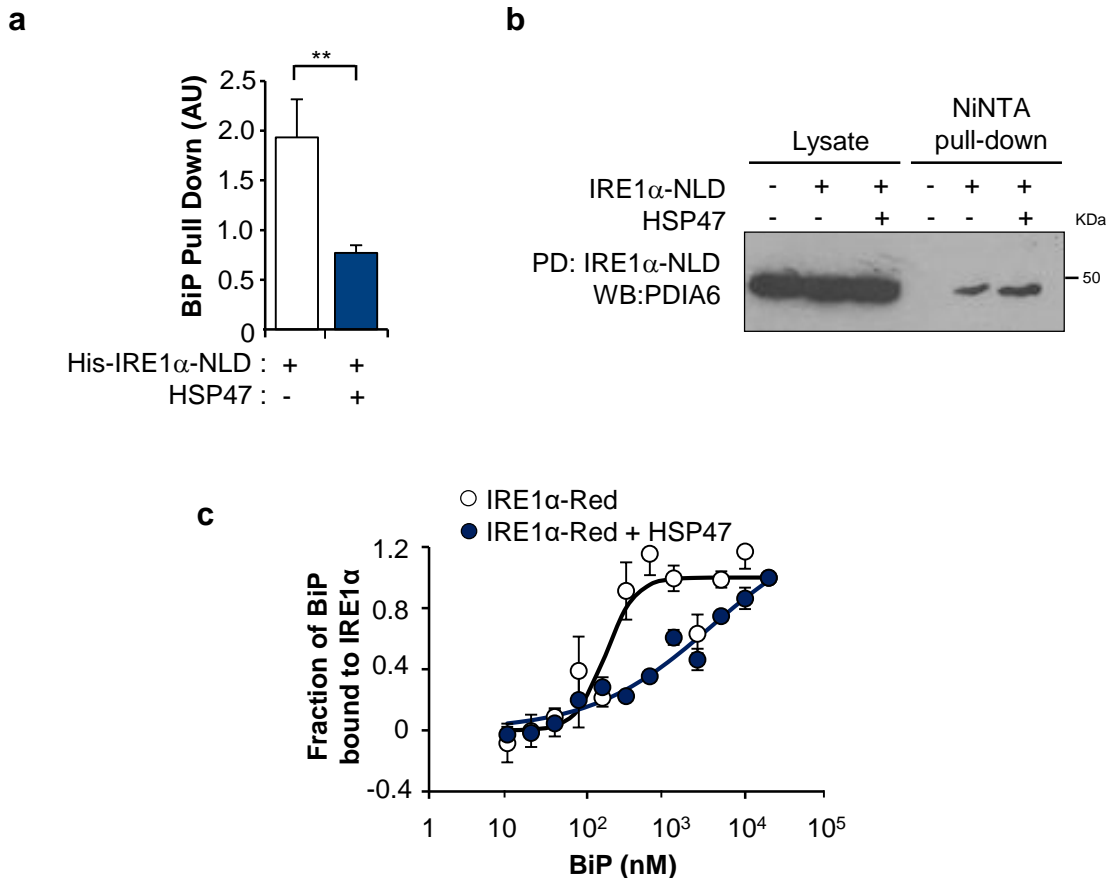 a
**
BiP Pull Down (AU)
2.5
2.0
1.5
1.0
0.5
0
His-IRE1α-NLD : + +
HSP47 : - +
b
Lysate
NiNTA
pull-down
IRE1α-NLD - + + - + +
HSP47 - - + - - + KDa
PD: IRE1α-NLD
WB:PDIA6
50
c
IRE1α-Red
IRE1α-Red + HSP47
Fraction of BiP
bound to IRE1α
1.2
0.8
0.4
0
-0.4
1 10 10² 10³ 10⁴ 10⁵
BiP (nM)